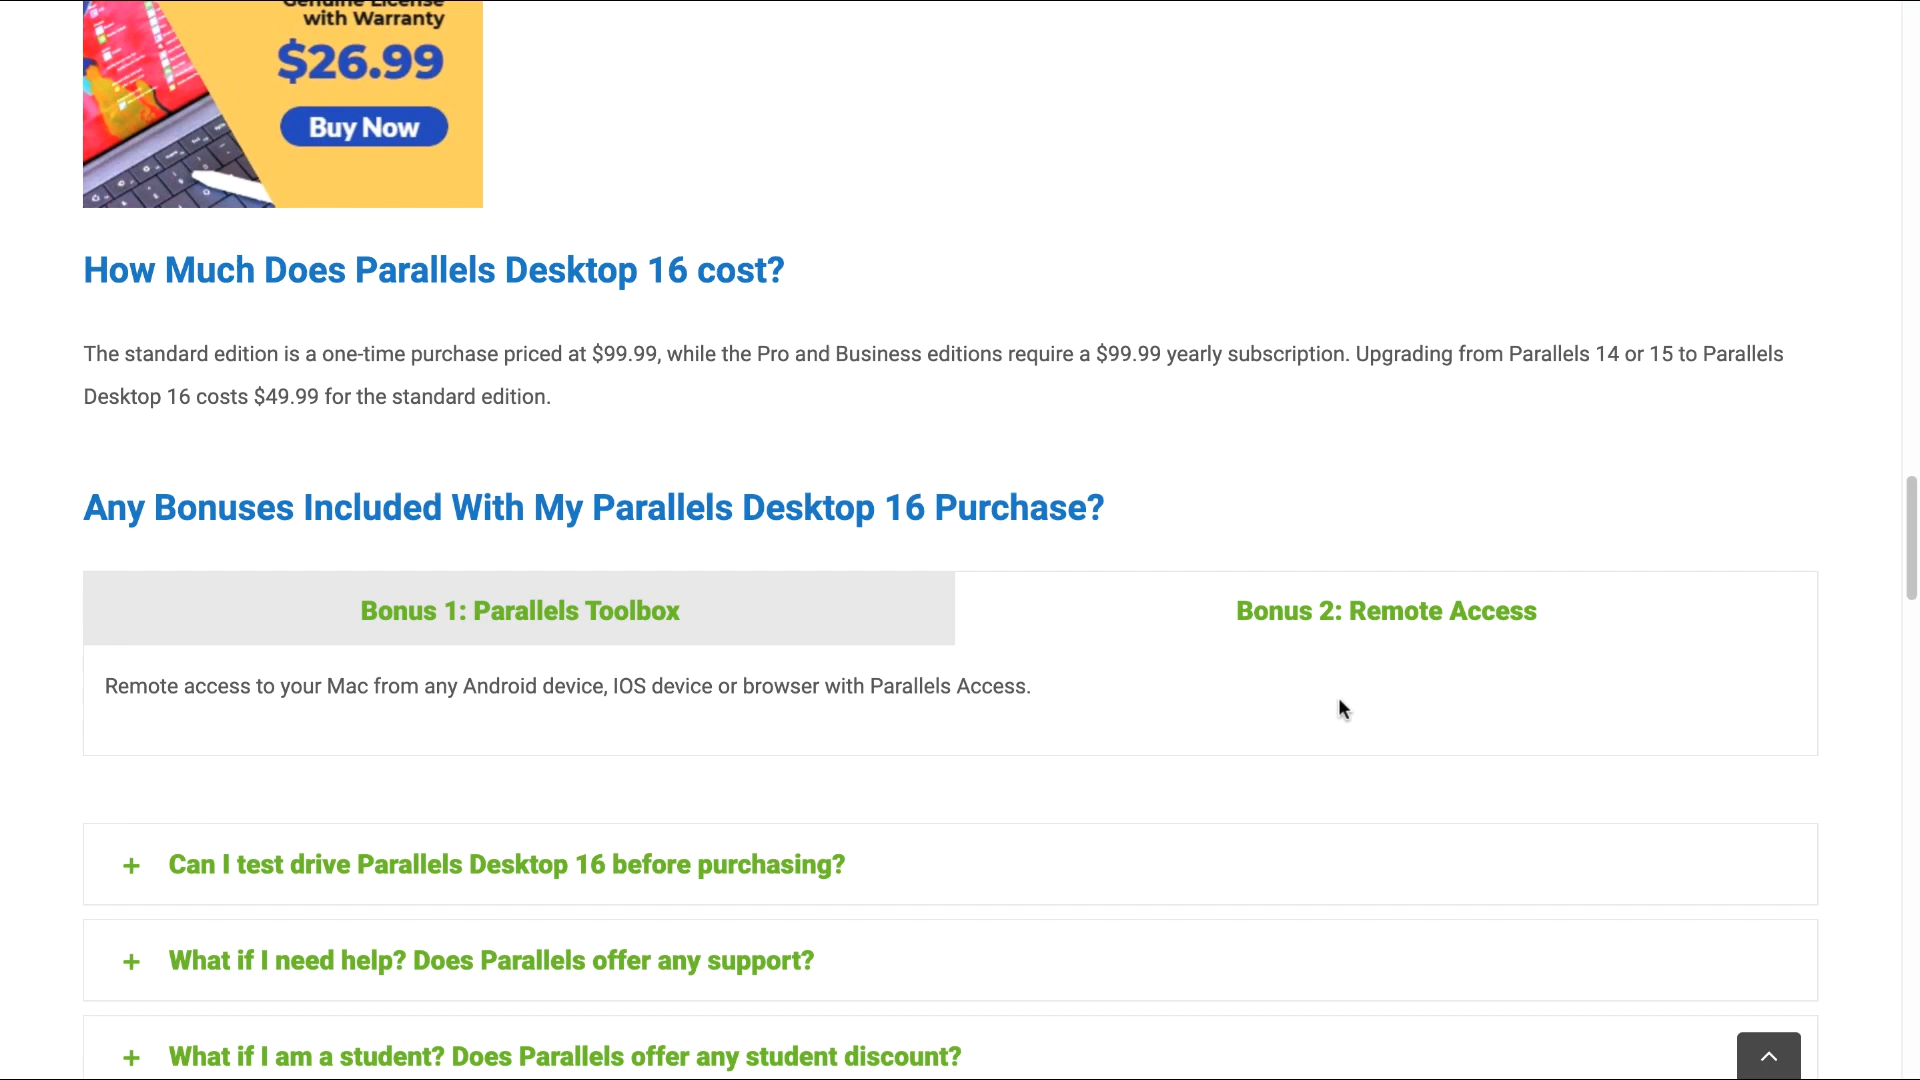 Genuine License
with Warranty
$26.99
Buy Now
How Much Does Parallels Desktop 16 cost?
The standard edition is a one-time purchase priced at $99.99, while the Pro and Business editions require a $99.99 yearly subscription. Upgrading from Parallels 14 or 15 to Parallels
Desktop 16 costs $49.99 for the standard edition.
Any Bonuses Included With My Parallels Desktop 16 Purchase?
Bonus 1: Parallels Toolbox
Bonus 2: Remote Access
Remote access to your Mac from any Android device, IOS device or browser with Parallels Access.
+ Can I test drive Parallels Desktop 16 before purchasing?
+ What if I need help? Does Parallels offer any support?
+ What if I am a student? Does Parallels offer any student discount?